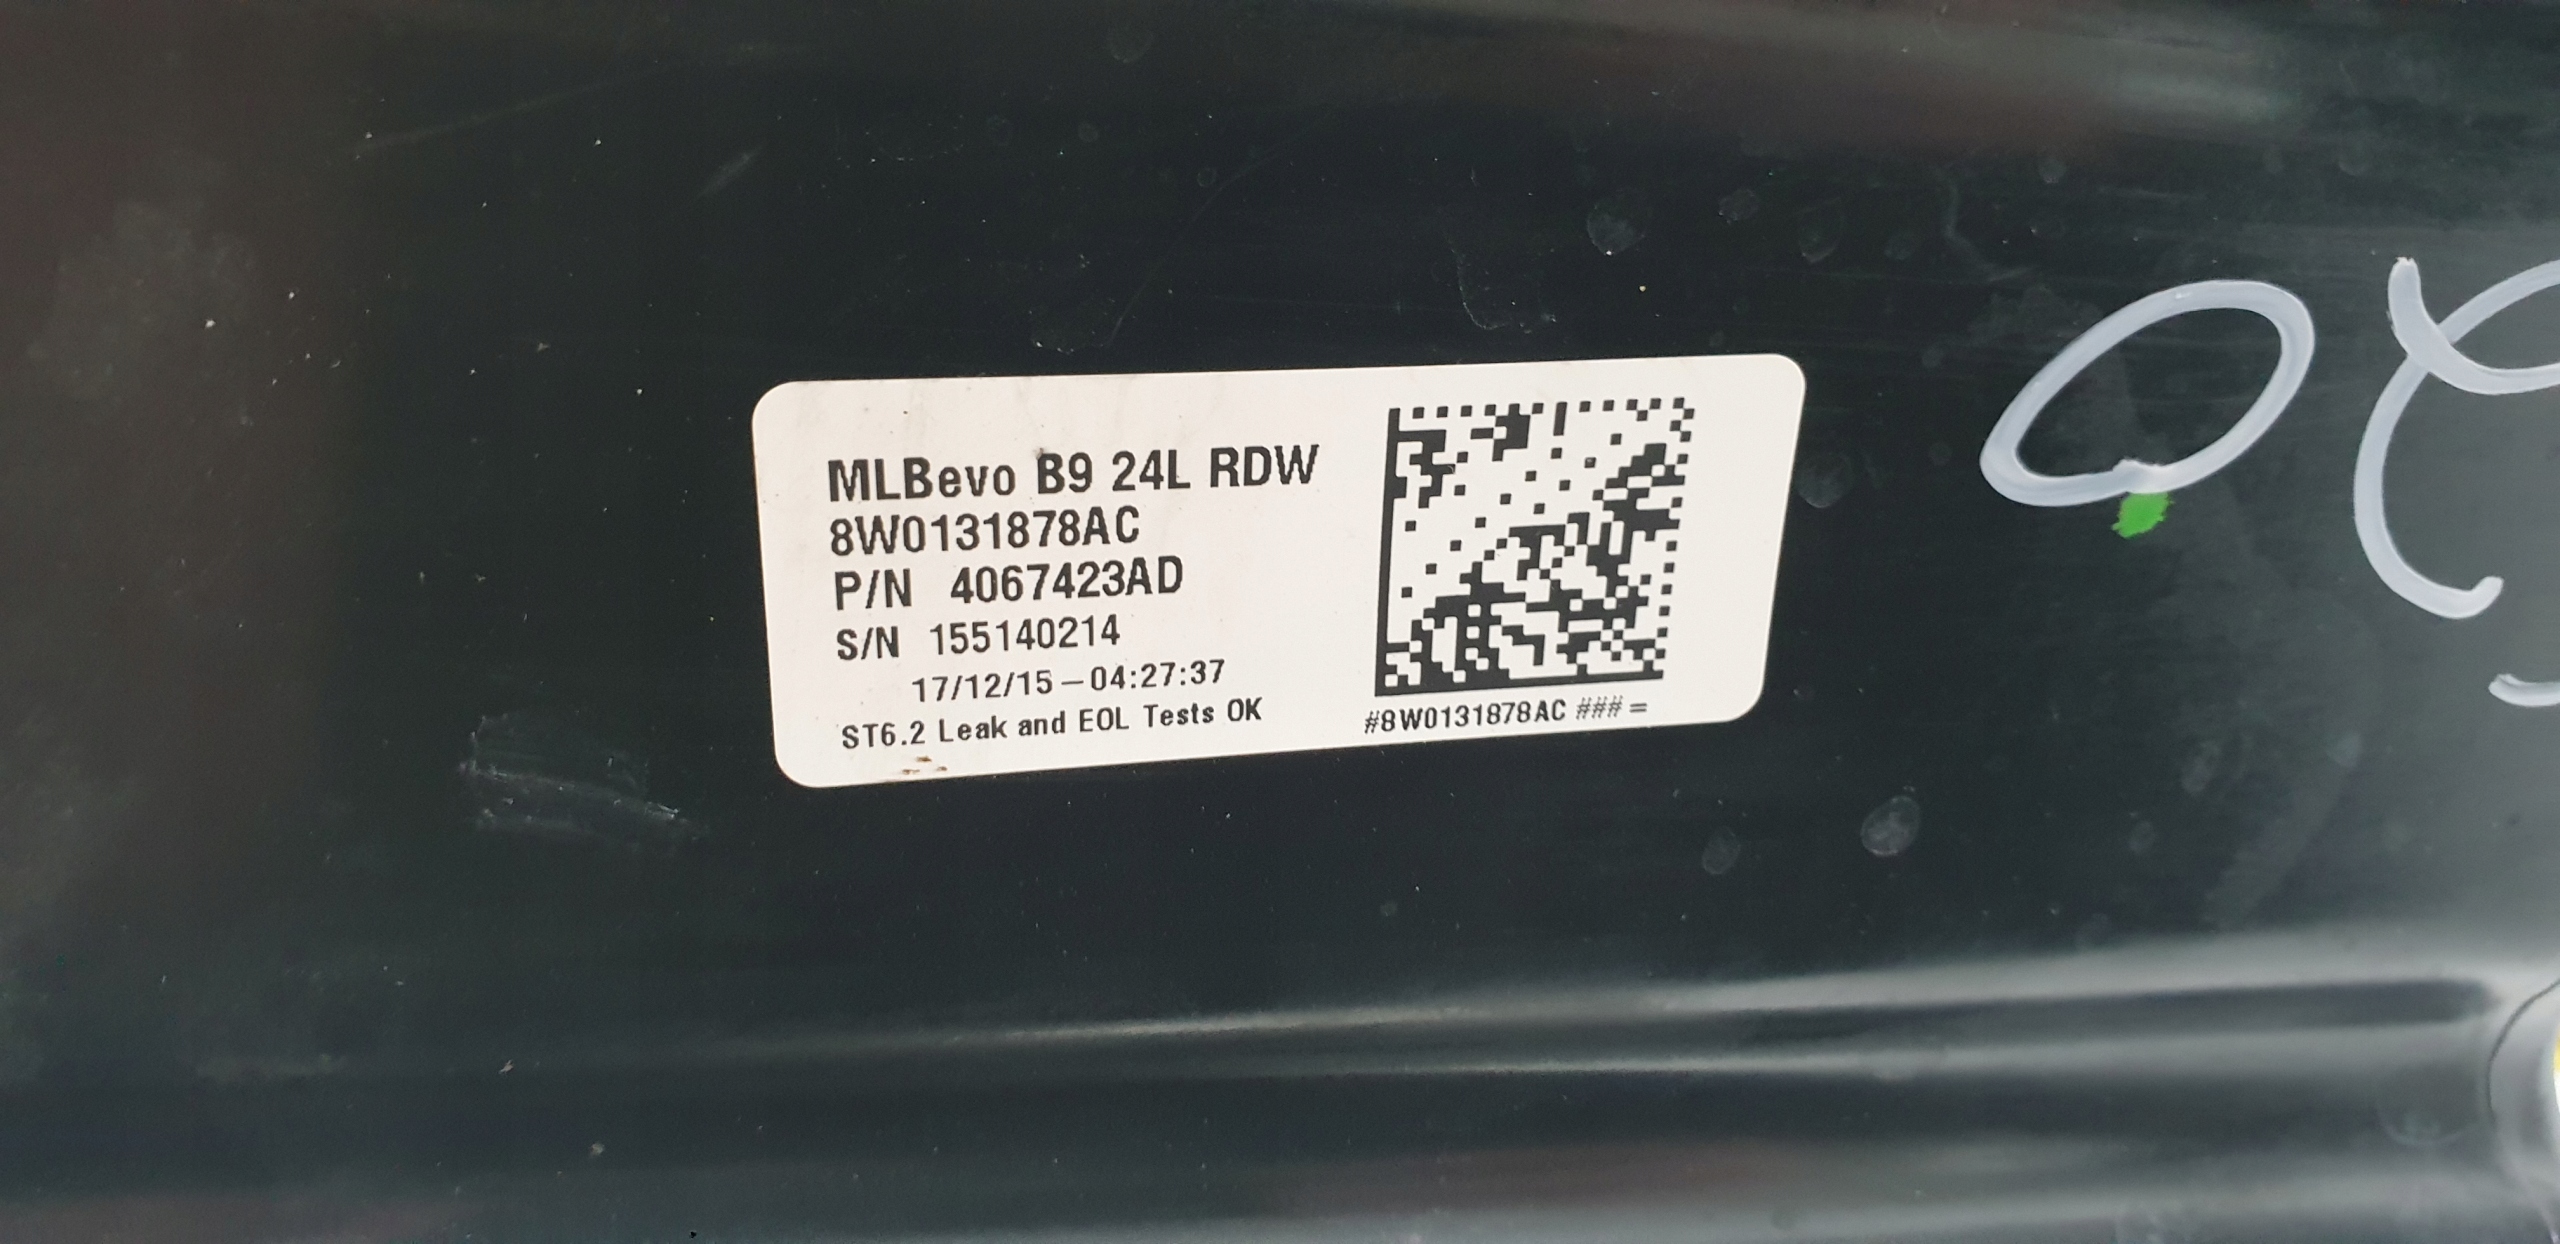 MLBevo B9 24L RDW
8W0131878AC
P/N 4067423AD
S/N 155140214
17/12/15-04:27:37
ST6.2 Leak and EOL Tests OK
#8W0131878AC ###=